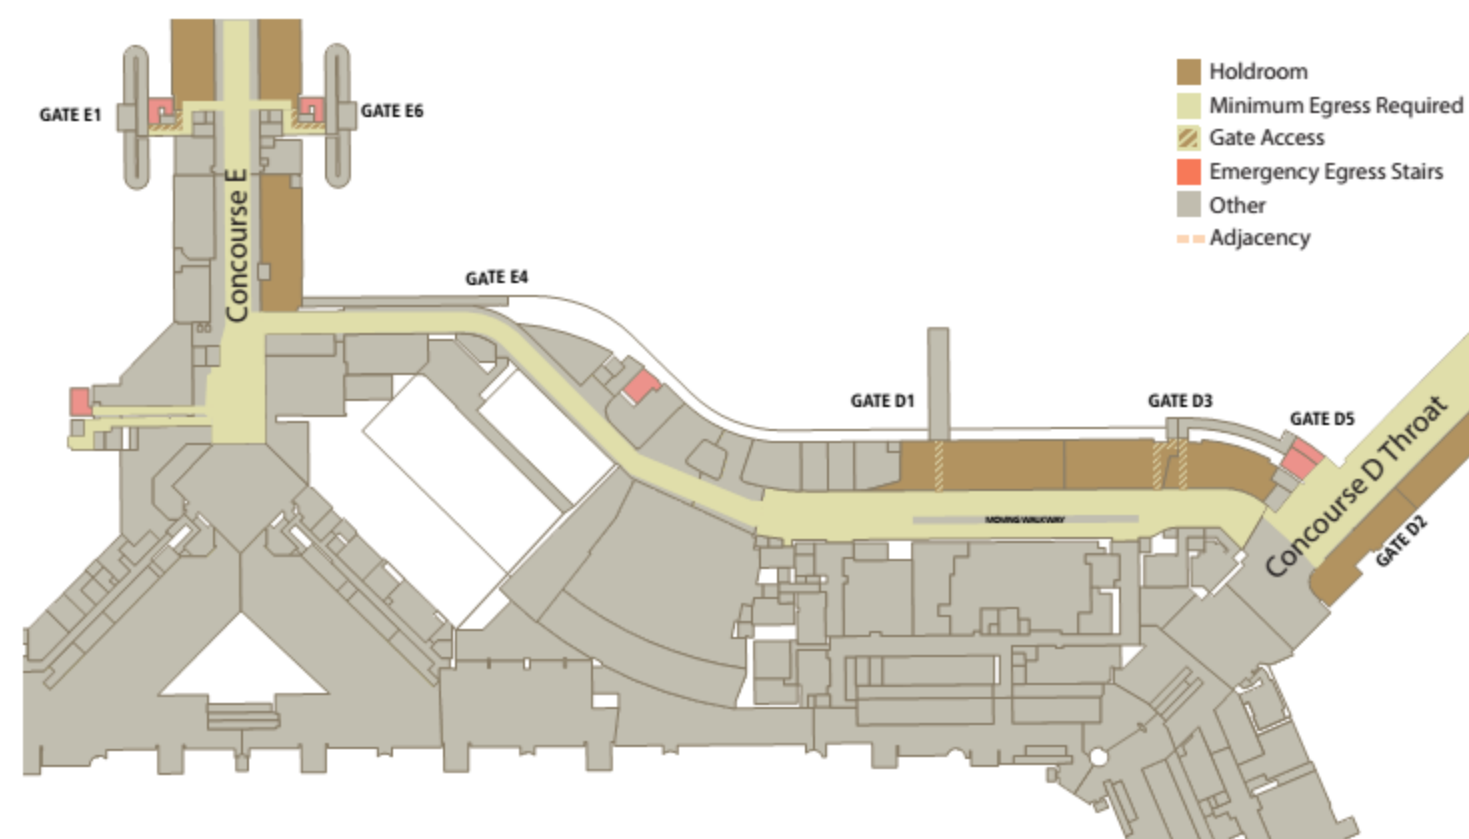 GATE E1
GATE E6
Concourse E
GATE E4
GATE D1
GATE D3
GATE D5
MOVING WALKWAY
Concourse D Throat
GATE D2
Holdroom
Minimum Egress Required
Gate Access
Emergency Egress Stairs
Other
Adjacency